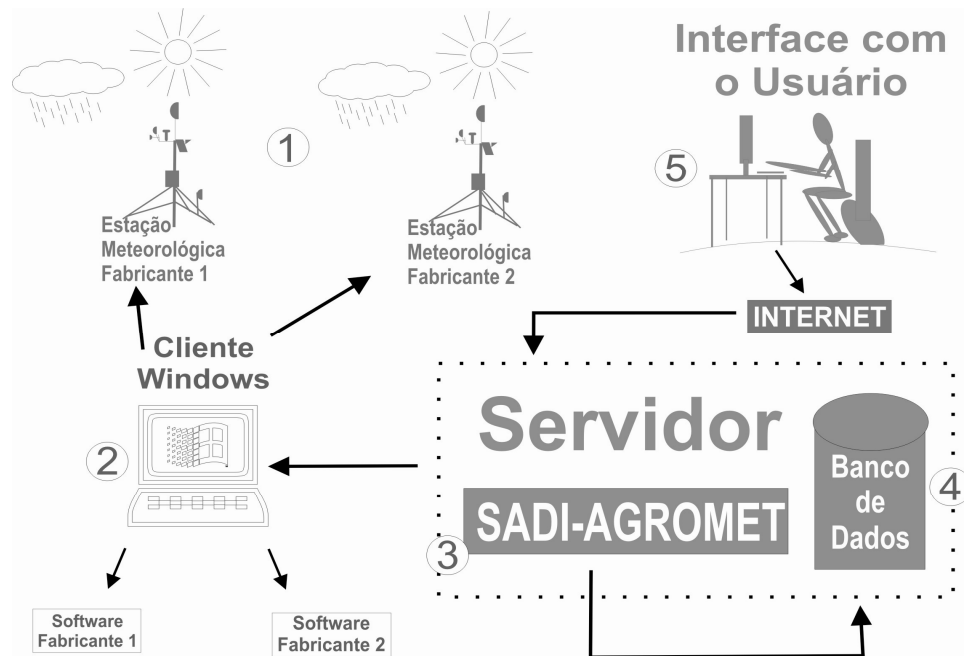 Interface com
o Usuário
1
5
Estação
Meteorológica
Fabricante 1
Estação
Meteorológica
Fabricante 2
INTERNET
Cliente
Windows
2
Servidor
SADI-AGROMET
3
Banco
de
Dados
4
Software
Fabricante 1
Software
Fabricante 2